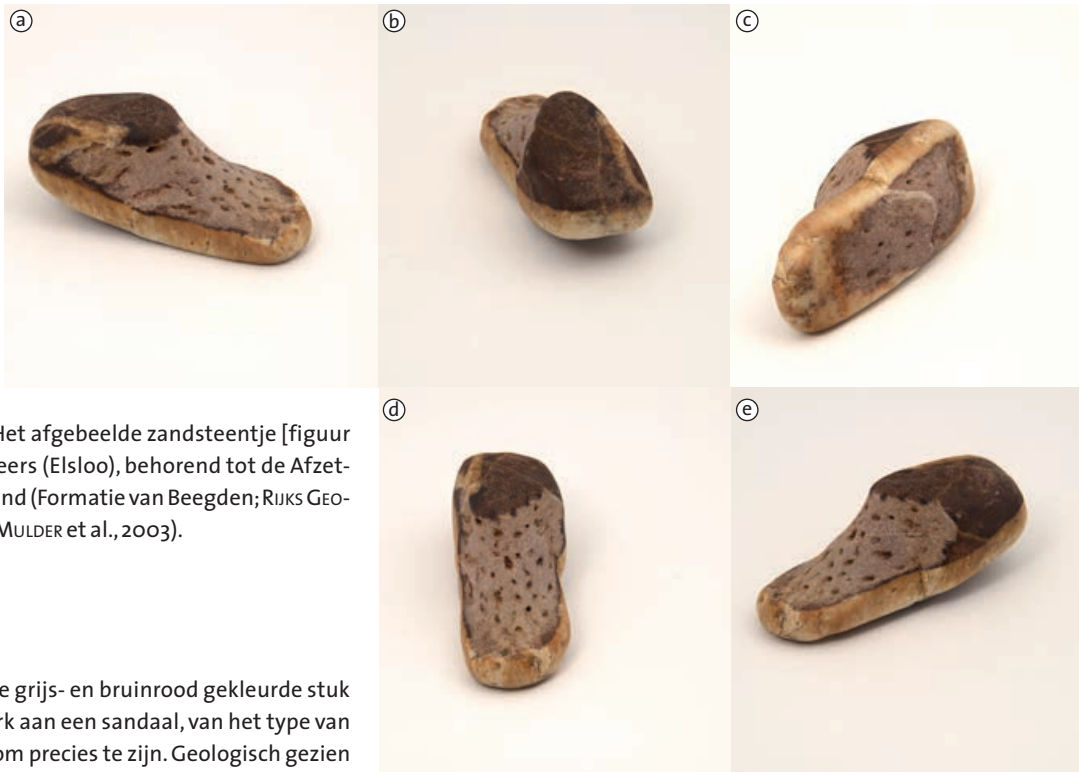 ⓐ
ⓑ
ⓒ
ⓓ
ⓔ
Het afgebeelde zandsteentje [figuur
eers (Elsloo), behorend tot de Afzet-
nd (Formatie van Beegden; RIJKS GEO-
MULDER et al., 2003).
e grijs- en bruinrood gekleurde stuk
rk aan een sandaal, van het type van
om precies te zijn. Geologisch gezien